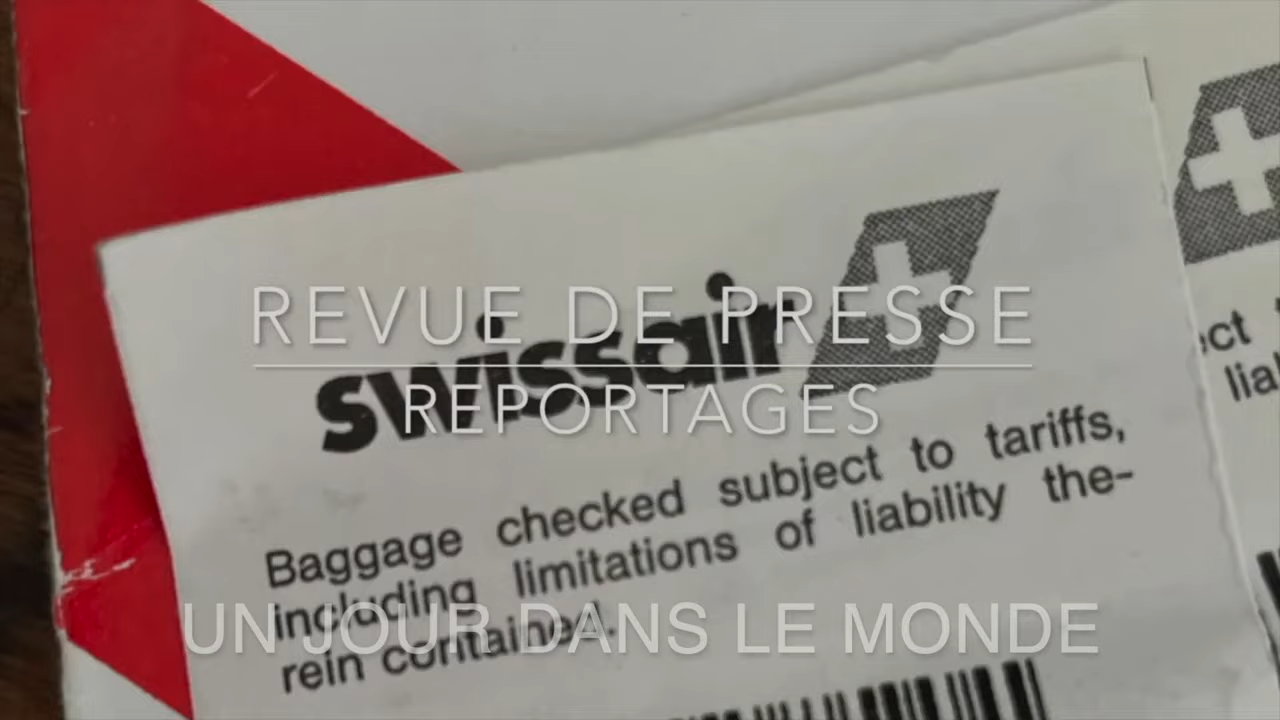 REVUE DE PRESSE
swissair
REPORTAGES
Baggage checked subject to tariffs,
including limitations of liability the-
rein contained.
UN JOUR DANS LE MONDE
ct
lia